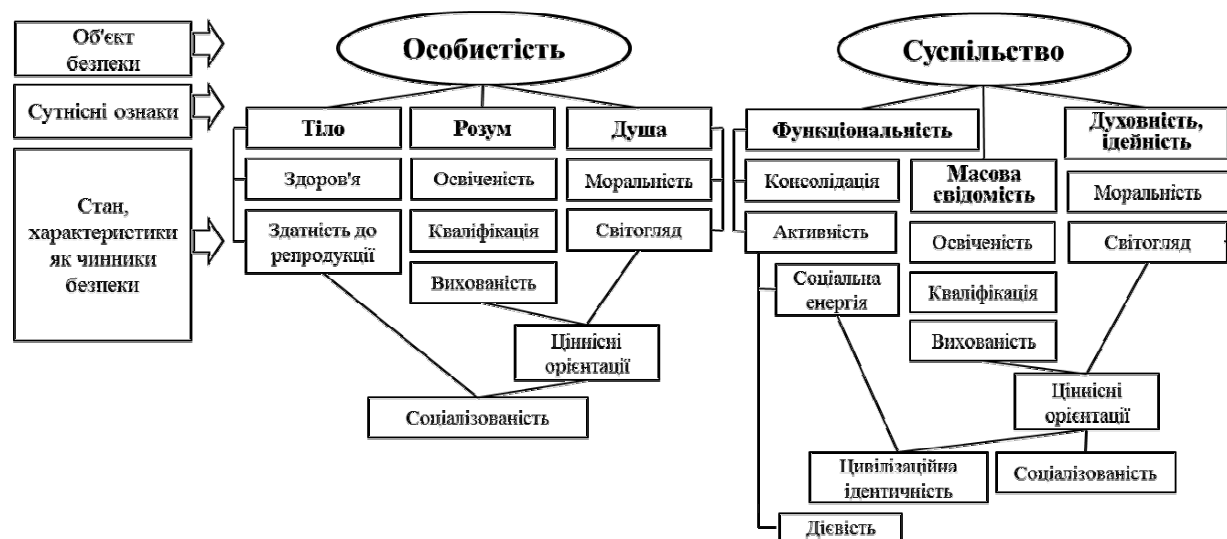 Об'єкт
безпеки
Сутнісні ознаки
Стан,
характеристики
як чинники
безпеки
Особистість
Тіло
Здоров'я
Здатність до
репродукції
Розум
Освіченість
Кваліфікація
Вихованість
Душа
Моральність
Світогляд
Ціннісні
орієнтації
Соціалізованість
Суспільство
Функціональність
Консолідація
Активність
Соціальна
енергія
Масова
свідомість
Освіченість
Кваліфікація
Вихованість
Духовність,
ідейність
Моральність
Світогляд
Ціннісні
орієнтації
Цивілізаційна
ідентичність
Соціалізованість
Дієвість